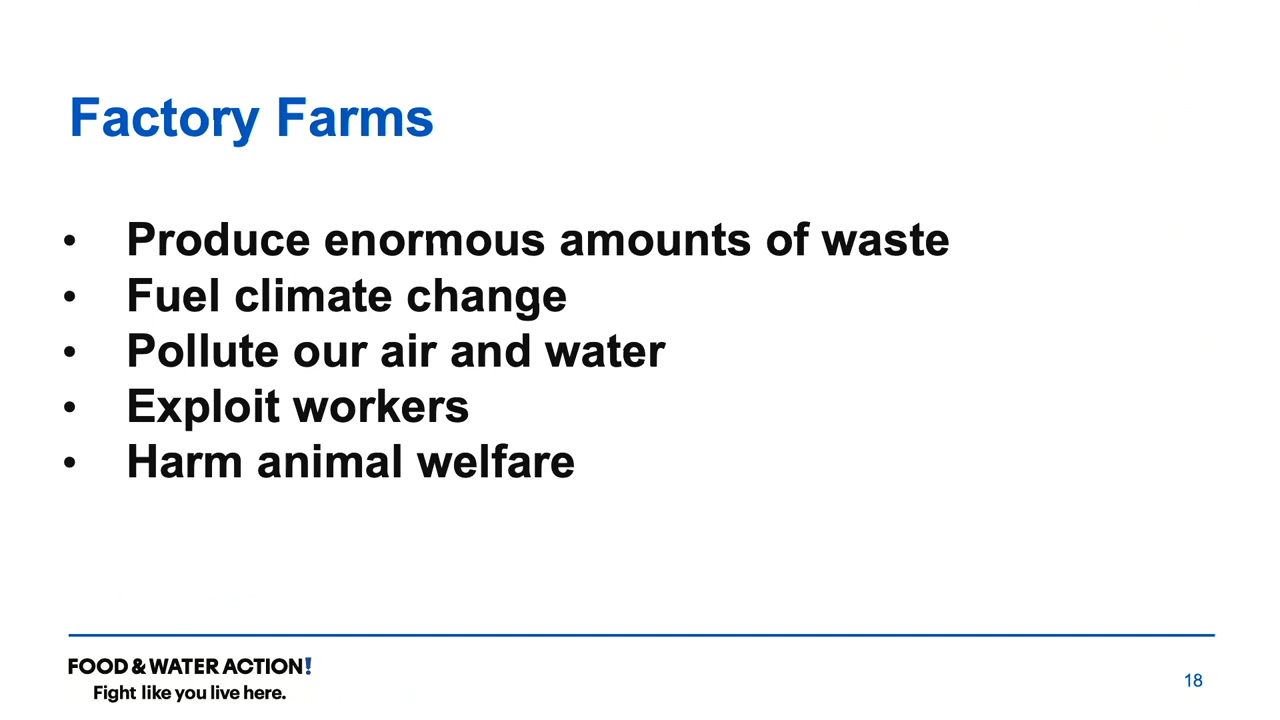 Factory Farms
• Produce enormous amounts of waste
• Fuel climate change
• Pollute our air and water
• Exploit workers
• Harm animal welfare
FOOD & WATER ACTION!
Fight like you live here.
18